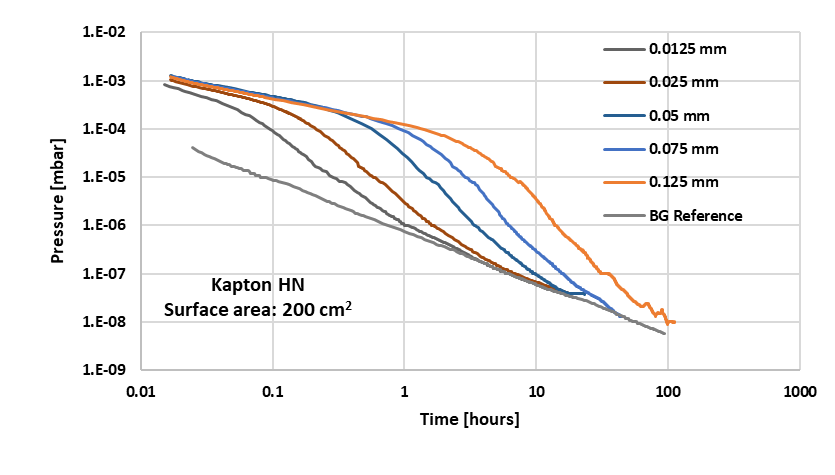 1.E-02
1.E-03
1.E-04
1.E-05
1.E-06
1.E-07
1.E-08
1.E-09
Pressure [mbar]
0.0125 mm
0.025 mm
0.05 mm
0.075 mm
0.125 mm
BG Reference
Kapton HN
Surface area: 200 cm²
0.01 0.1 1 10 100 1000
Time [hours]